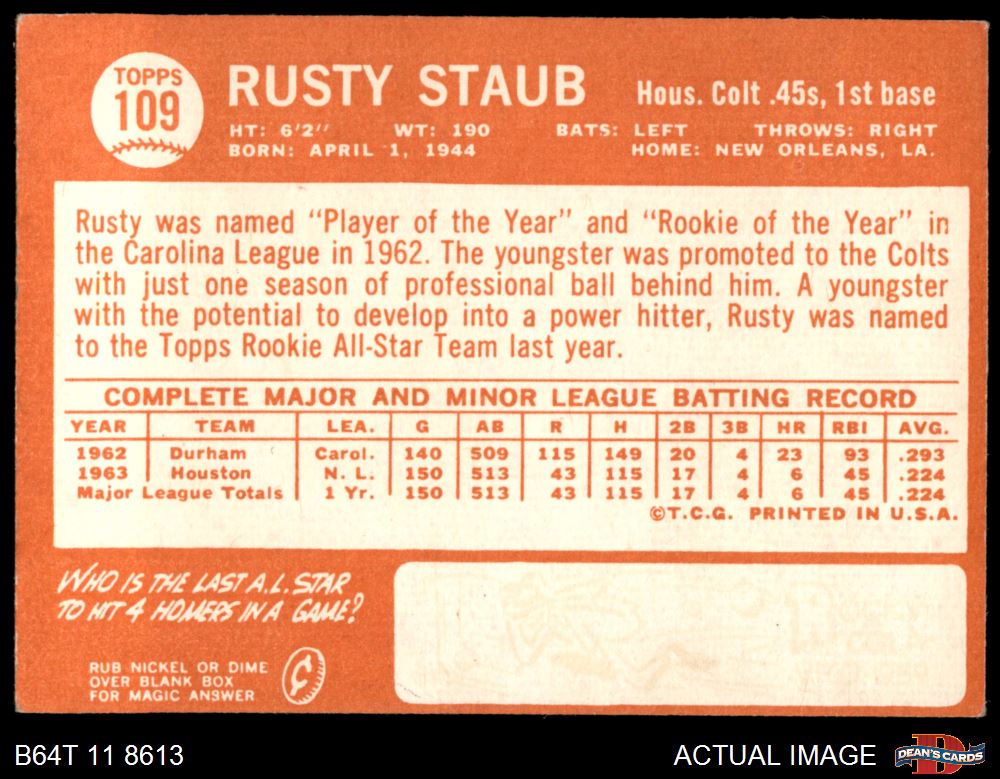 TOPPS
109
RUSTY STAUB
Hous. Colt .45s, 1st base
HT: 6'2" WT: 190 BATS: LEFT THROWS: RIGHT
BORN: APRIL 1, 1944 HOME: NEW ORLEANS, LA.
Rusty was named "Player of the Year" and "Rookie of the Year" in
the Carolina League in 1962. The youngster was promoted to the Colts
with just one season of professional ball behind him. A youngster
with the potential to develop into a power hitter, Rusty was named
to the Topps Rookie All-Star Team last year.
COMPLETE MAJOR AND MINOR LEAGUE BATTING RECORD
YEAR TEAM LEA. G AB R H 2B 3B HR RBI AVG.
1962 Durham Carol. 140 509 115 149 20 4 23 93 .293
1963 Houston N. L. 150 513 43 115 17 4 6 45 .224
Major League Totals 1 Yr. 150 513 43 115 17 4 6 45 .224
©T.C.G. PRINTED IN U.S.A.
WHO IS THE LAST A.L. STAR
TO HIT 4 HOMERS IN A GAME?
RUB NICKEL OR DIME
OVER BLANK BOX
FOR MAGIC ANSWER
¢
B64T 11 8613
ACTUAL IMAGE
D
DEAN'S CARDS